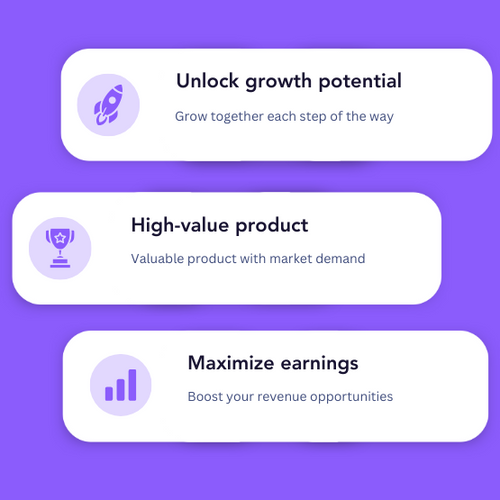 Unlock growth potential
Grow together each step of the way
High-value product
Valuable product with market demand
Maximize earnings
Boost your revenue opportunities